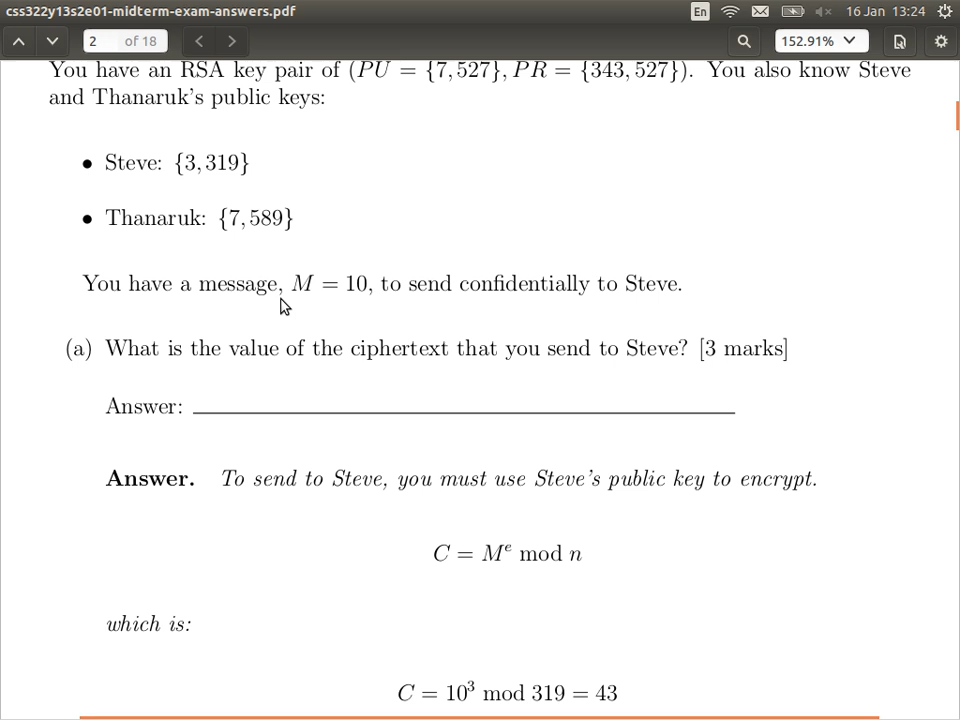 css322y13s2e01-midterm-exam-answers.pdf
En
16 Jan 13:24
2 of 18
152.91%
You have an RSA key pair of (PU = {7, 527}, PR = {343, 527}). You also know Steve
and Thanaruk's public keys:
• Steve: {3, 319}
• Thanaruk: {7, 589}
You have a message, M = 10, to send confidentially to Steve.
(a) What is the value of the ciphertext that you send to Steve? [3 marks]
Answer:
Answer. To send to Steve, you must use Steve's public key to encrypt.
C = Mᵉ mod n
which is:
C = 10³ mod 319 = 43